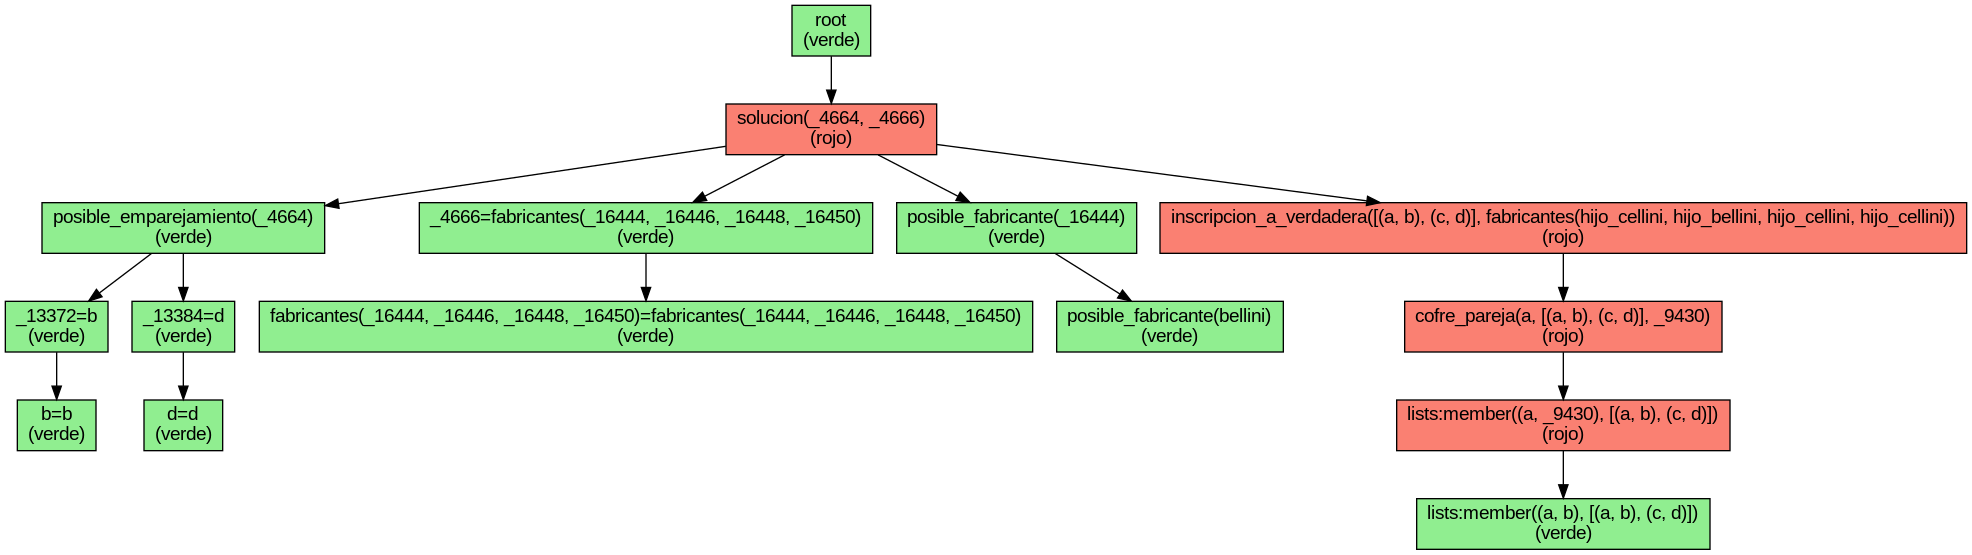 root
(verde)
solucion(_4664, _4666)
(rojo)
posible_emparejamiento(_4664)
(verde)
_4666=fabricantes(_16444, _16446, _16448, _16450)
(verde)
posible_fabricante(_16444)
(verde)
inscripcion_a_verdadera([(a, b), (c, d)], fabricantes(hijo_cellini, hijo_bellini, hijo_cellini, hijo_cellini))
(rojo)
_13372=b
(verde)
_13384=d
(verde)
fabricantes(_16444, _16446, _16448, _16450)=fabricantes(_16444, _16446, _16448, _16450)
(verde)
posible_fabricante(bellini)
(verde)
cofre_pareja(a, [(a, b), (c, d)], _9430)
(rojo)
b=b
(verde)
d=d
(verde)
lists:member((a, _9430), [(a, b), (c, d)])
(rojo)
lists:member((a, b), [(a, b), (c, d)])
(verde)